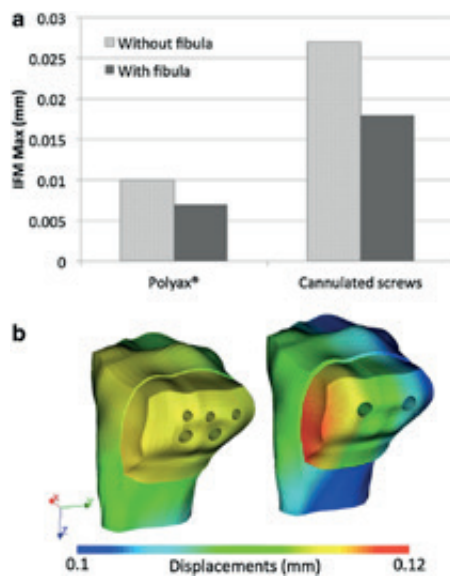 a
0.03
0.025
0.02
0.015
0.01
0.005
0
IFM Max (mm)
Without fibula
With fibula
Polyax®
Cannulated screws
b
X
Y
Z
0.1
Displacements (mm)
0.12